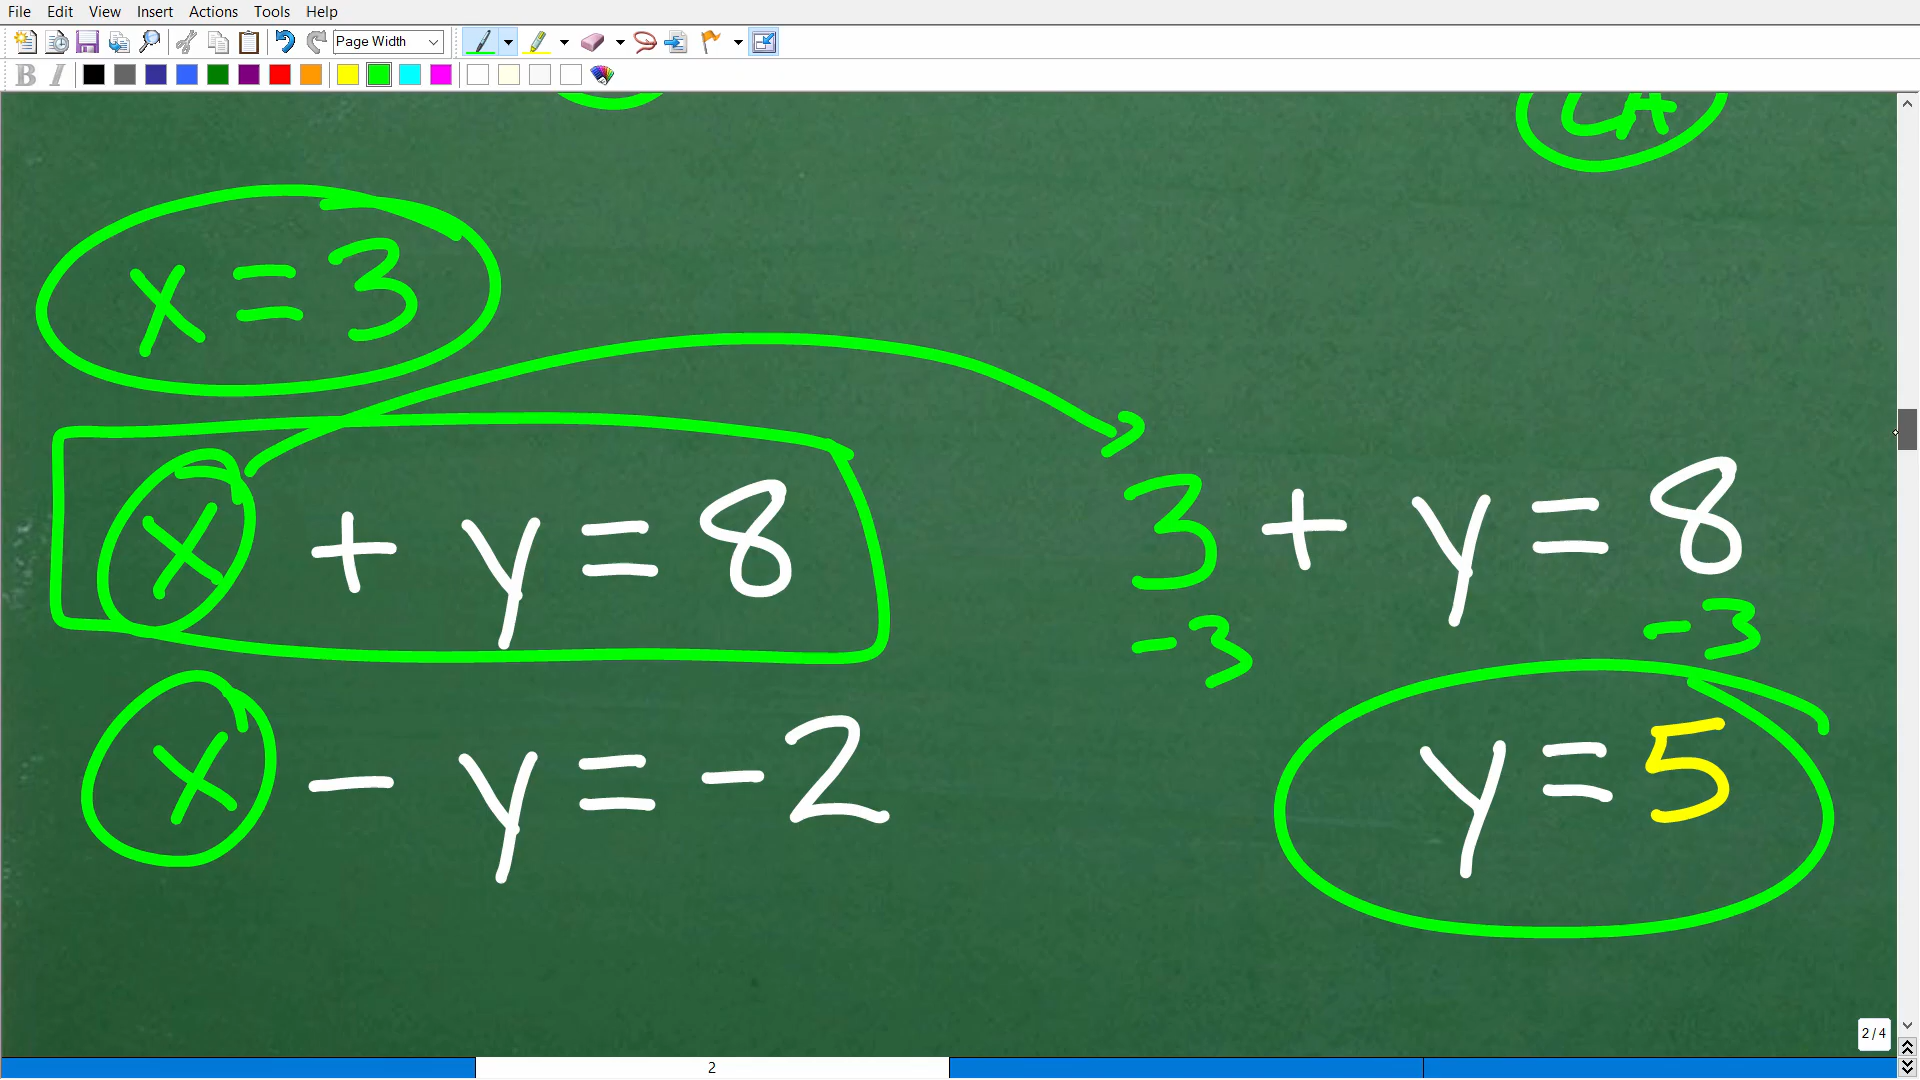 File Edit View Insert Actions Tools Help
Page Width
B I
LA
x = 3
x + y = 8
3 + y = 8
-3 -3
x - y = -2
y = 5
2 / 4
2